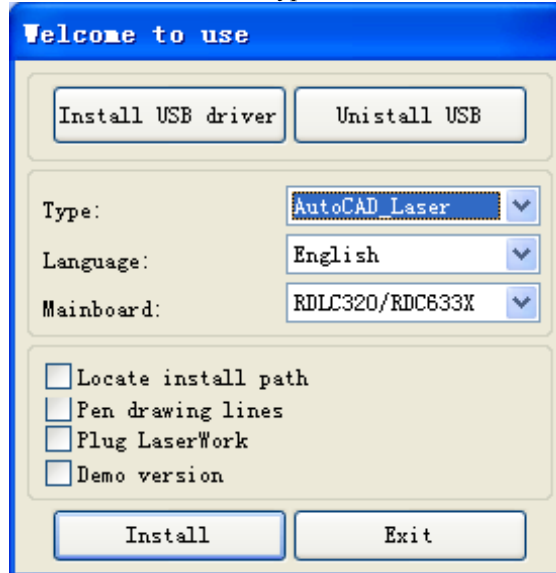 Welcome to use
Install USB driver
Unistall USB
Type:
AutoCAD_Laser
Language:
English
Mainboard:
RDLC320/RDC633X
Locate install path
Pen drawing lines
Plug LaserWork
Demo version
Install
Exit